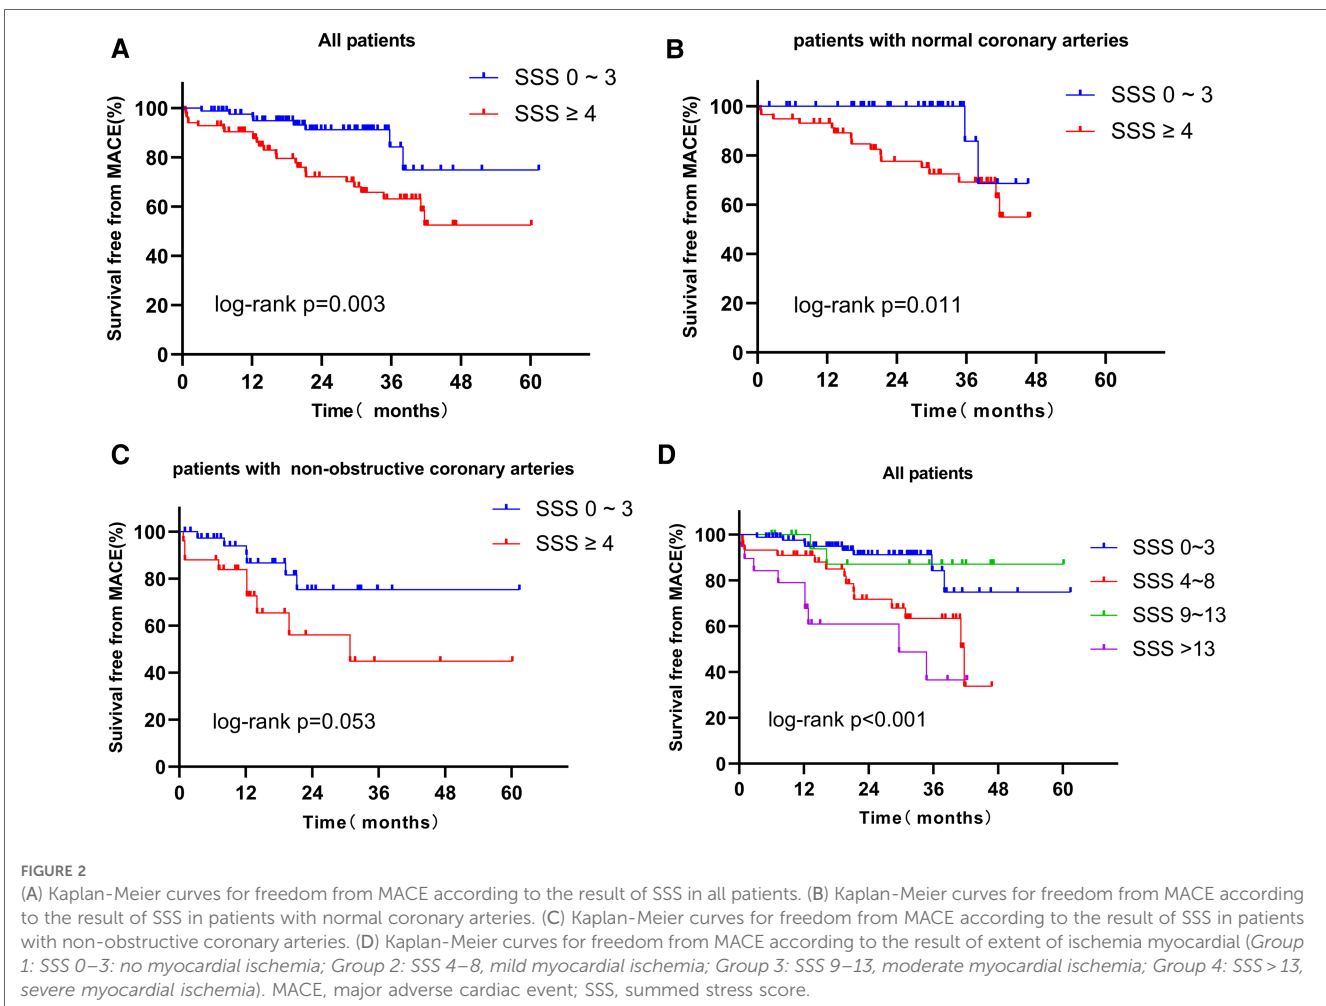 A
All patients
SSS 0 ~ 3
SSS ≥ 4
Survival free from MACE(%)
100
80
60
40
20
0
log-rank p=0.003
0 12 24 36 48 60
Time( months)
B
patients with normal coronary arteries
SSS 0 ~ 3
SSS ≥ 4
Suivival free from MACE(%)
100
80
60
40
20
0
log-rank p=0.011
0 12 24 36 48 60
Time( months)
C
patients with non-obstructive coronary arteries
SSS 0 ~ 3
SSS ≥ 4
Suivival free from MACE(%)
100
80
60
40
20
0
log-rank p=0.053
0 12 24 36 48 60
Time( months)
D
All patients
SSS 0~3
SSS 4~8
SSS 9~13
SSS >13
Survival free from MACE(%)
100
80
60
40
20
0
log-rank p<0.001
0 12 24 36 48 60
Time( months)
FIGURE 2
(A) Kaplan-Meier curves for freedom from MACE according to the result of SSS in all patients. (B) Kaplan-Meier curves for freedom from MACE according
to the result of SSS in patients with normal coronary arteries. (C) Kaplan-Meier curves for freedom from MACE according to the result of SSS in patients
with non-obstructive coronary arteries. (D) Kaplan-Meier curves for freedom from MACE according to the result of extent of ischemia myocardial (Group
1: SSS 0–3: no myocardial ischemia; Group 2: SSS 4–8, mild myocardial ischemia; Group 3: SSS 9–13, moderate myocardial ischemia; Group 4: SSS > 13,
severe myocardial ischemia). MACE, major adverse cardiac event; SSS, summed stress score.